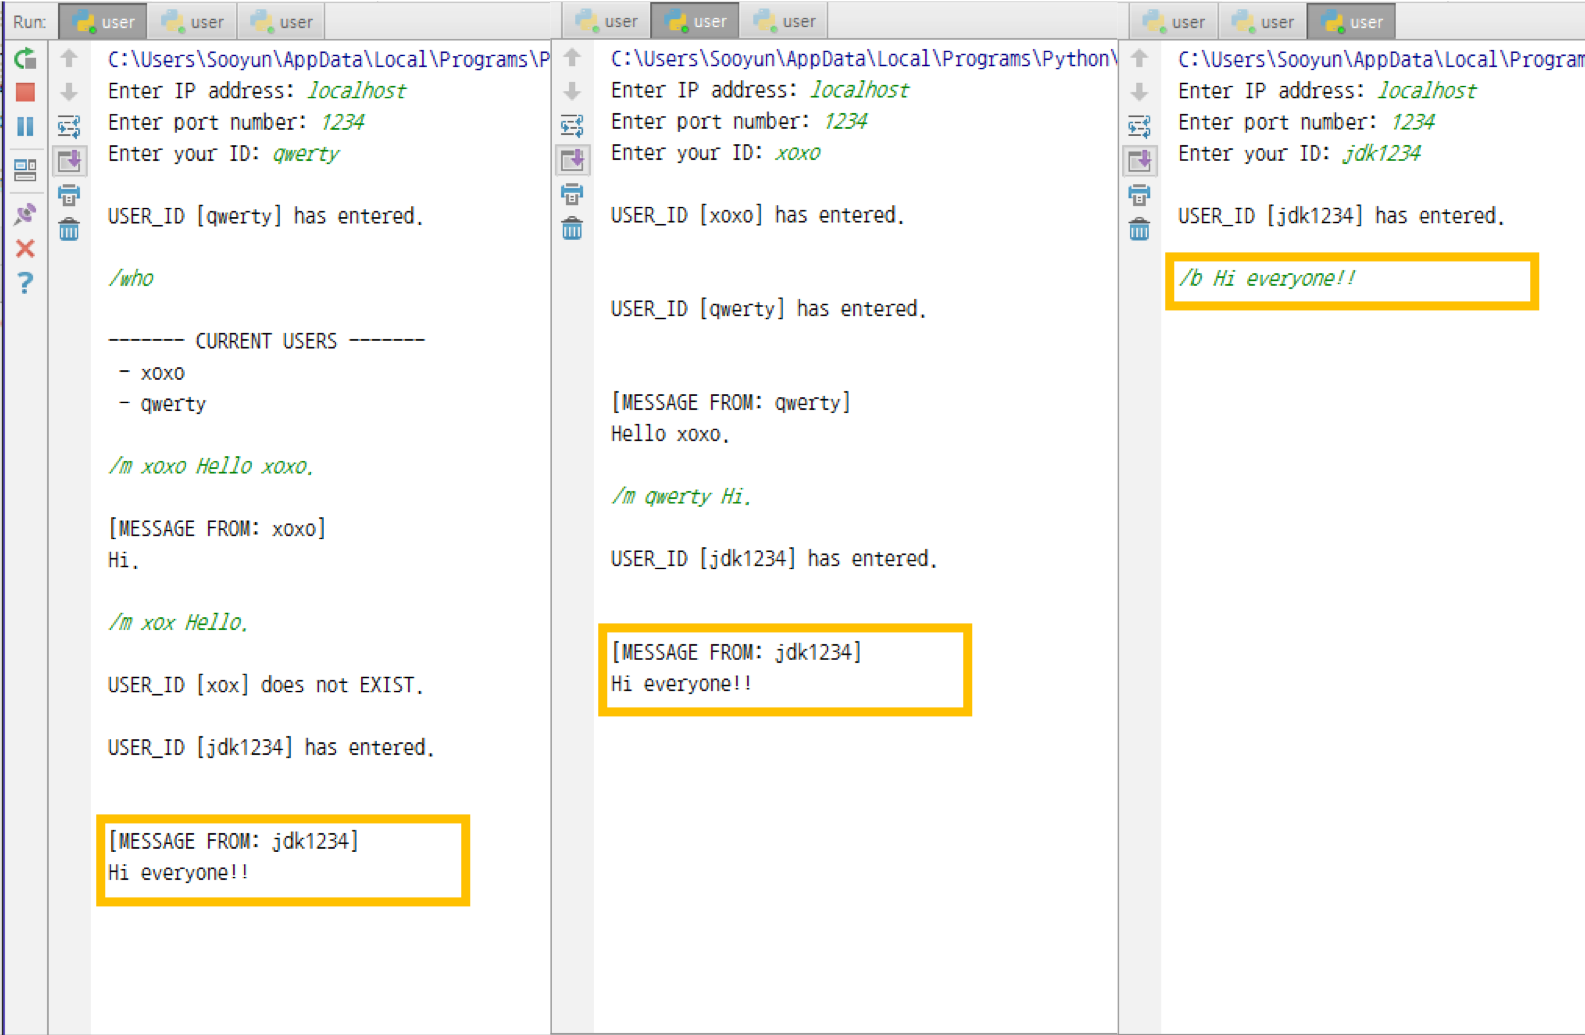 Run: user user user
C:\Users\Sooyun\AppData\Local\Programs\P
Enter IP address: localhost
Enter port number: 1234
Enter your ID: qwerty
USER_ID [qwerty] has entered.
/who
------- CURRENT USERS -------
- xoxo
- qwerty
/m xoxo Hello xoxo.
[MESSAGE FROM: xoxo]
Hi.
/m xox Hello.
USER_ID [xox] does not EXIST.
USER_ID [jdk1234] has entered.
[MESSAGE FROM: jdk1234]
Hi everyone!!
user user user
C:\Users\Sooyun\AppData\Local\Programs\Python\
Enter IP address: localhost
Enter port number: 1234
Enter your ID: xoxo
USER_ID [xoxo] has entered.
USER_ID [qwerty] has entered.
[MESSAGE FROM: qwerty]
Hello xoxo.
/m qwerty Hi.
USER_ID [jdk1234] has entered.
[MESSAGE FROM: jdk1234]
Hi everyone!!
user user user
C:\Users\Sooyun\AppData\Local\Program
Enter IP address: localhost
Enter port number: 1234
Enter your ID: jdk1234
USER_ID [jdk1234] has entered.
/b Hi everyone!!